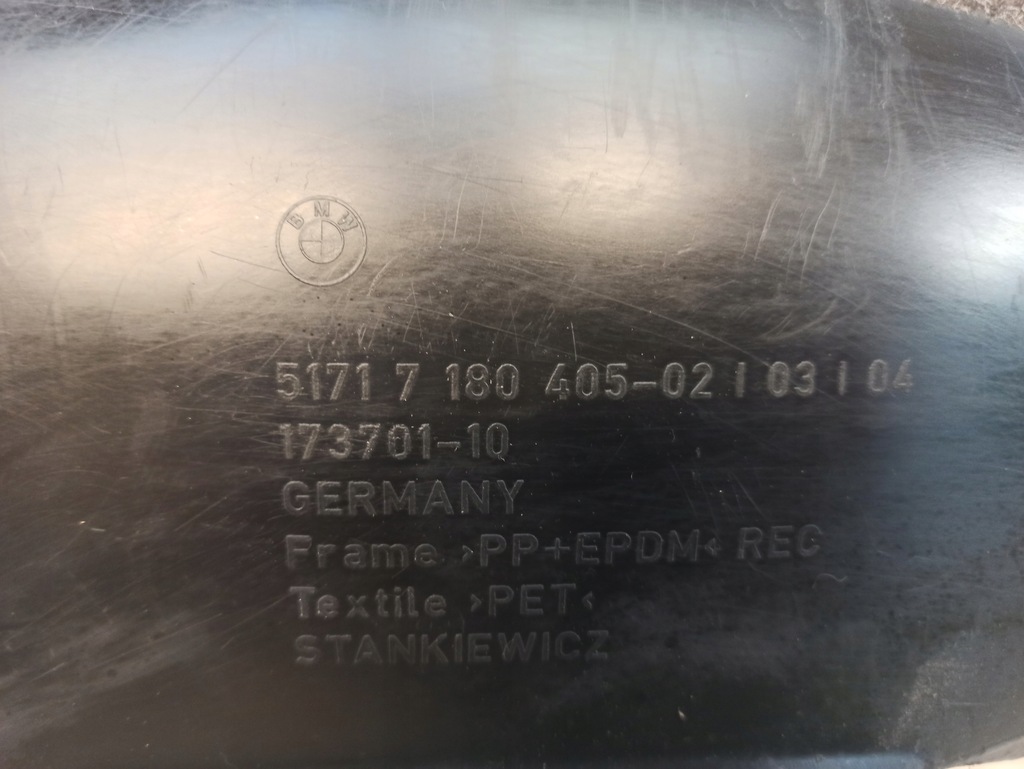 BMW
5171 7 180 405-02 | 03 | 04
173701-10
GERMANY
Frame >PP+EPDM< REC
Textile >PET<
STANKIEWICZ